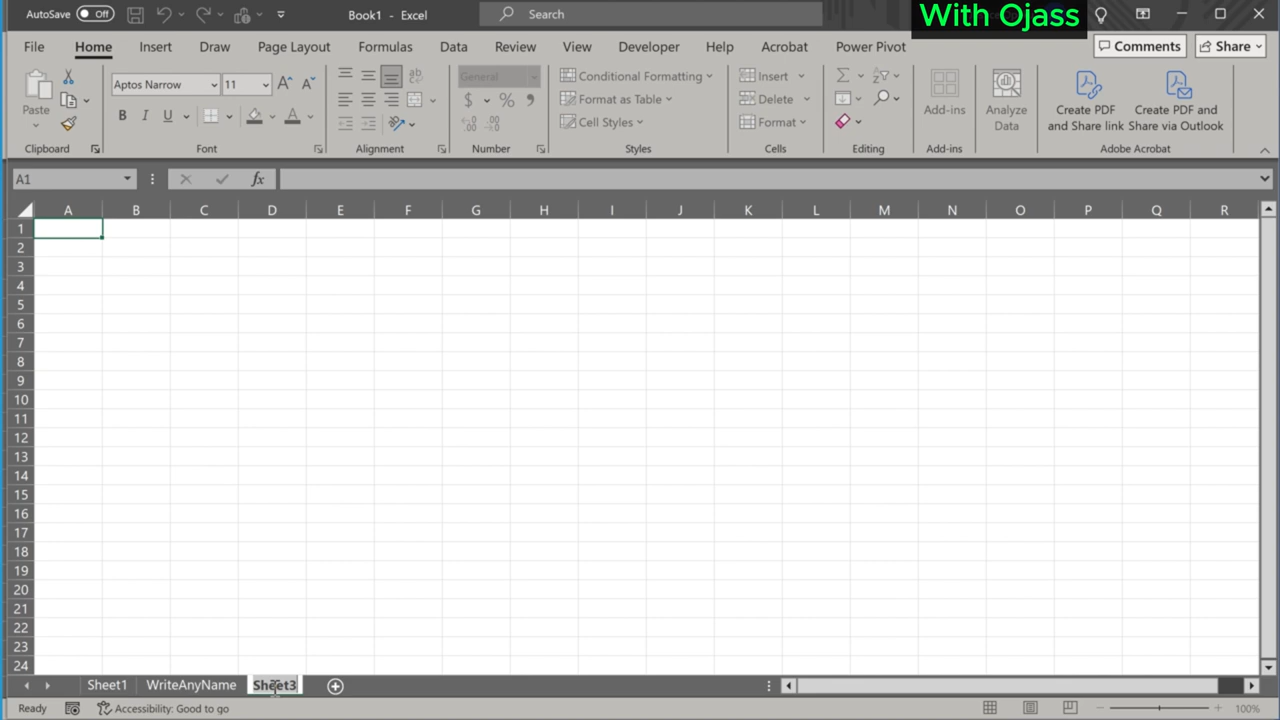 With Ojass
AutoSave Off Book1 - Excel Search
File Home Insert Draw Page Layout Formulas Data Review View Developer Help Acrobat Power Pivot Comments Share
Paste Aptos Narrow 11 General Conditional Formatting Insert Add-ins Analyze Data Create PDF and Share link Create PDF and Share via Outlook
B I U A $ % Format as Table Delete
Cell Styles Format
Clipboard Font Alignment Number Styles Cells Editing Add-ins Adobe Acrobat
A1 fx
A B C D E F G H I J K L M N O P Q R
1
2
3
4
5
6
7
8
9
10
11
12
13
14
15
16
17
18
19
20
21
22
23
24
Sheet1 WriteAnyName Sheet3
Ready Accessibility: Good to go 100%